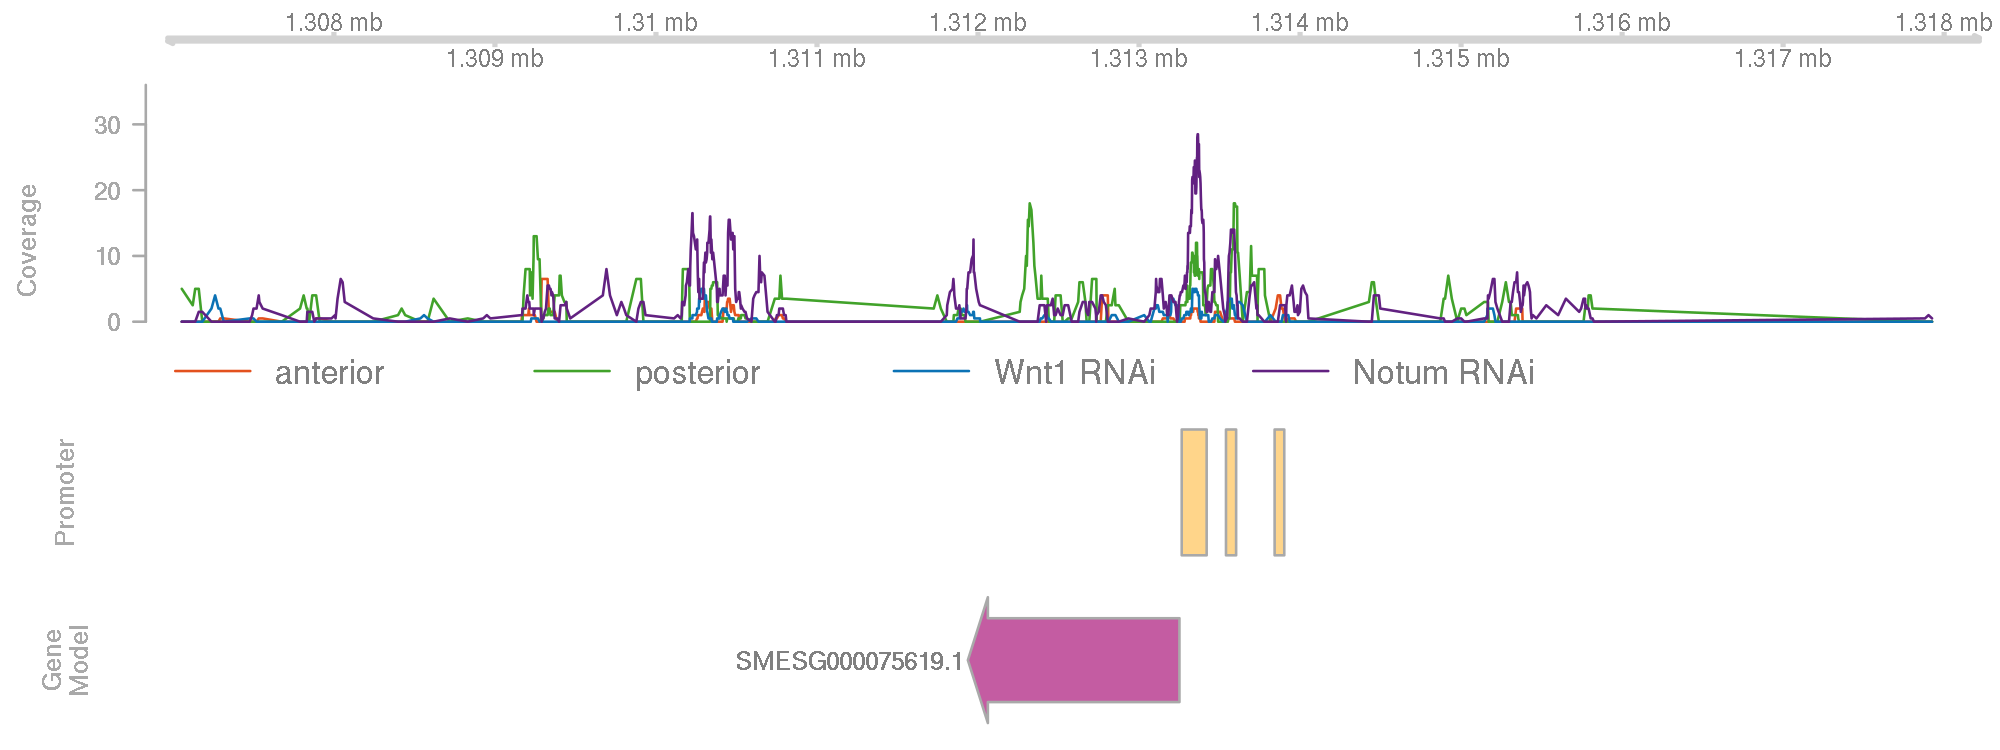 1.308 mb 1.31 mb 1.312 mb 1.314 mb 1.316 mb 1.318 mb
1.309 mb 1.311 mb 1.313 mb 1.315 mb 1.317 mb
Coverage
30
20
10
0
anterior posterior Wnt1 RNAi Notum RNAi
Promoter
Gene
Model
SMESG000075619.1